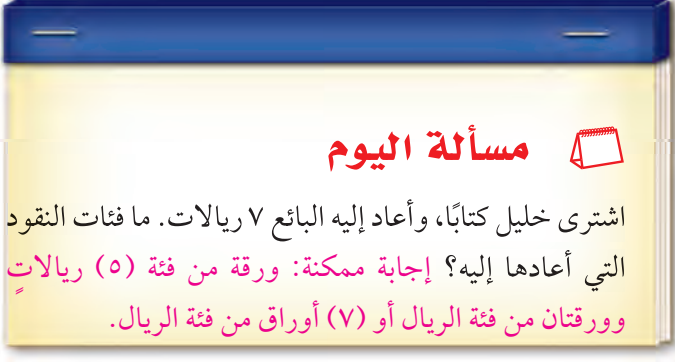 مسألة اليوم
اشترى خليل كتابًا، وأعاد إليه البائع ٧ ريالات. ما فئات النقود
التي أعادها إليه؟ إجابة ممكنة: ورقة من فئة (٥) ريالاتٍ
وورقتان من فئة الريال أو (٧) أوراق من فئة الريال.